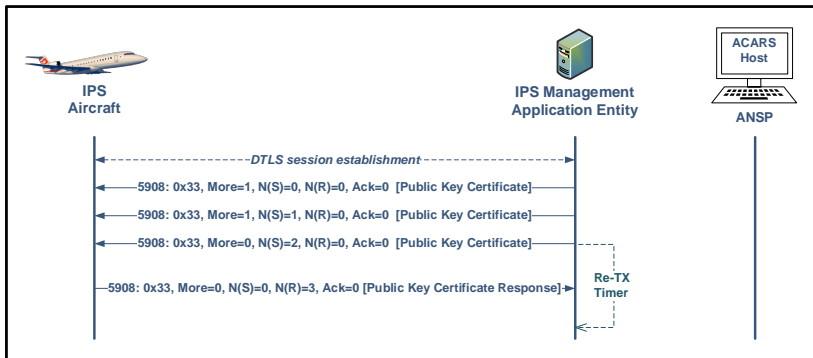 IPS
Aircraft
IPS Management
Application Entity
ACARS
Host
ANSP
DTLS session establishment
5908: 0x33, More=1, N(S)=0, N(R)=0, Ack=0 [Public Key Certificate]
5908: 0x33, More=1, N(S)=1, N(R)=0, Ack=0 [Public Key Certificate]
5908: 0x33, More=0, N(S)=2, N(R)=0, Ack=0 [Public Key Certificate]
Re-TX
Timer
5908: 0x33, More=0, N(S)=0, N(R)=3, Ack=0 [Public Key Certificate Response]